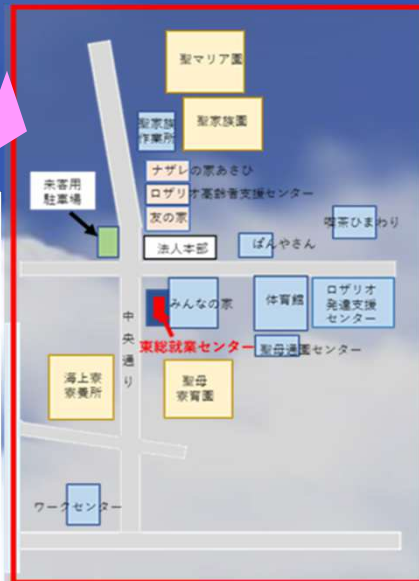 聖マリア園
聖家族
作業所
聖家族園
ナザレの家あさひ
ロザリオ高齢者支援センター
友の家
来客用
駐車場
法人本部
ぱんやさん
喫茶ひまわり
みんなの家
体育館
ロザリオ
発達支援
センター
中央通り
東総就業センター
聖母通園センター
海上寮
療養所
聖母
療育園
ワークセンター